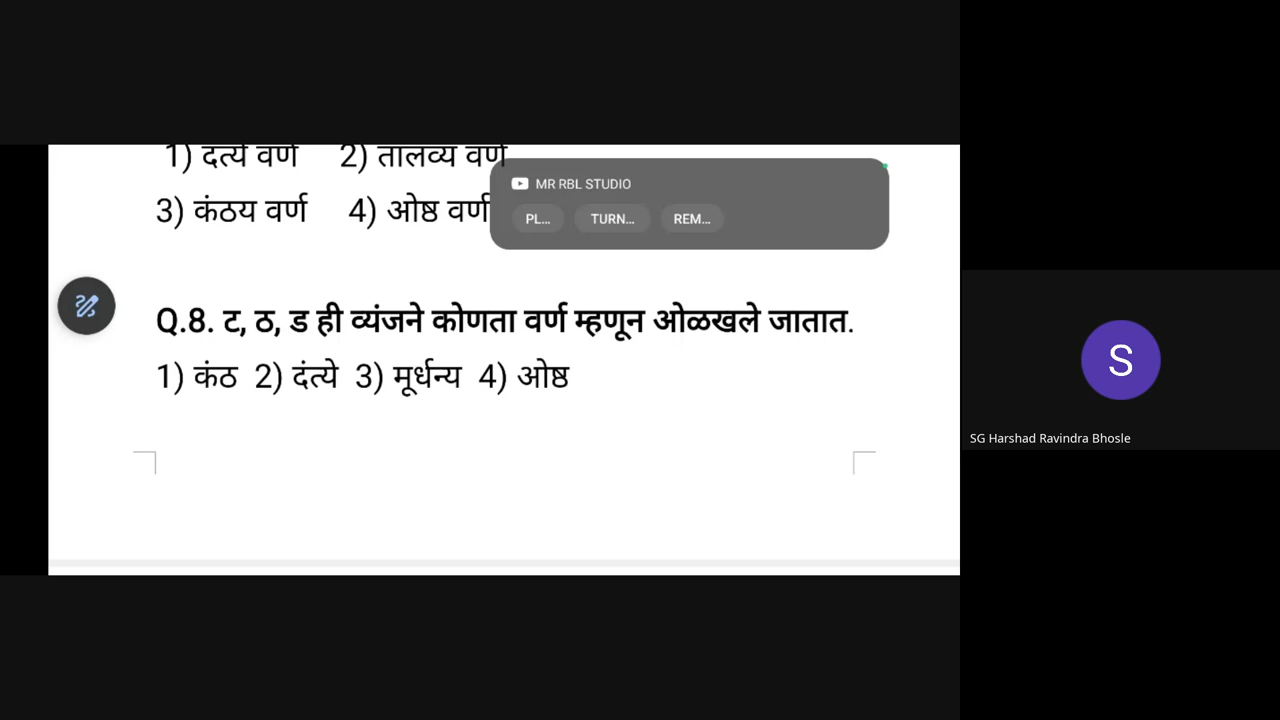 1) दंत्ये वर्ण 2) तालव्य वर्ण
3) कंठय वर्ण 4) ओष्ठ वर्ण
MR RBL STUDIO
PL... TURN... REM...
Q.8. ट, ठ, ड ही व्यंजने कोणता वर्ण म्हणून ओळखले जातात.
1) कंठ 2) दंत्ये 3) मूर्धन्य 4) ओष्ठ
S
SG Harshad Ravindra Bhosle